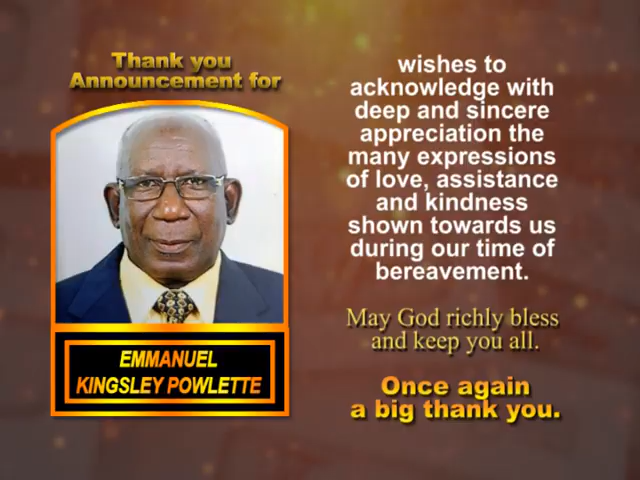 Thank you
Announcement for
EMMANUEL
KINGSLEY POWLETTE
wishes to
acknowledge with
deep and sincere
appreciation the
many expressions
of love, assistance
and kindness
shown towards us
during our time of
bereavement.
May God richly bless
and keep you all.
Once again
a big thank you.